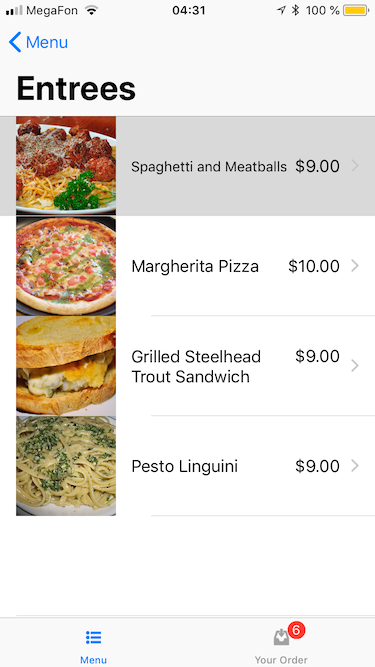 MegaFon 04:31 100 %
Menu
Entrees
Spaghetti and Meatballs $9.00
Margherita Pizza $10.00
Grilled Steelhead $9.00
Trout Sandwich
Pesto Linguini $9.00
6
Menu Your Order